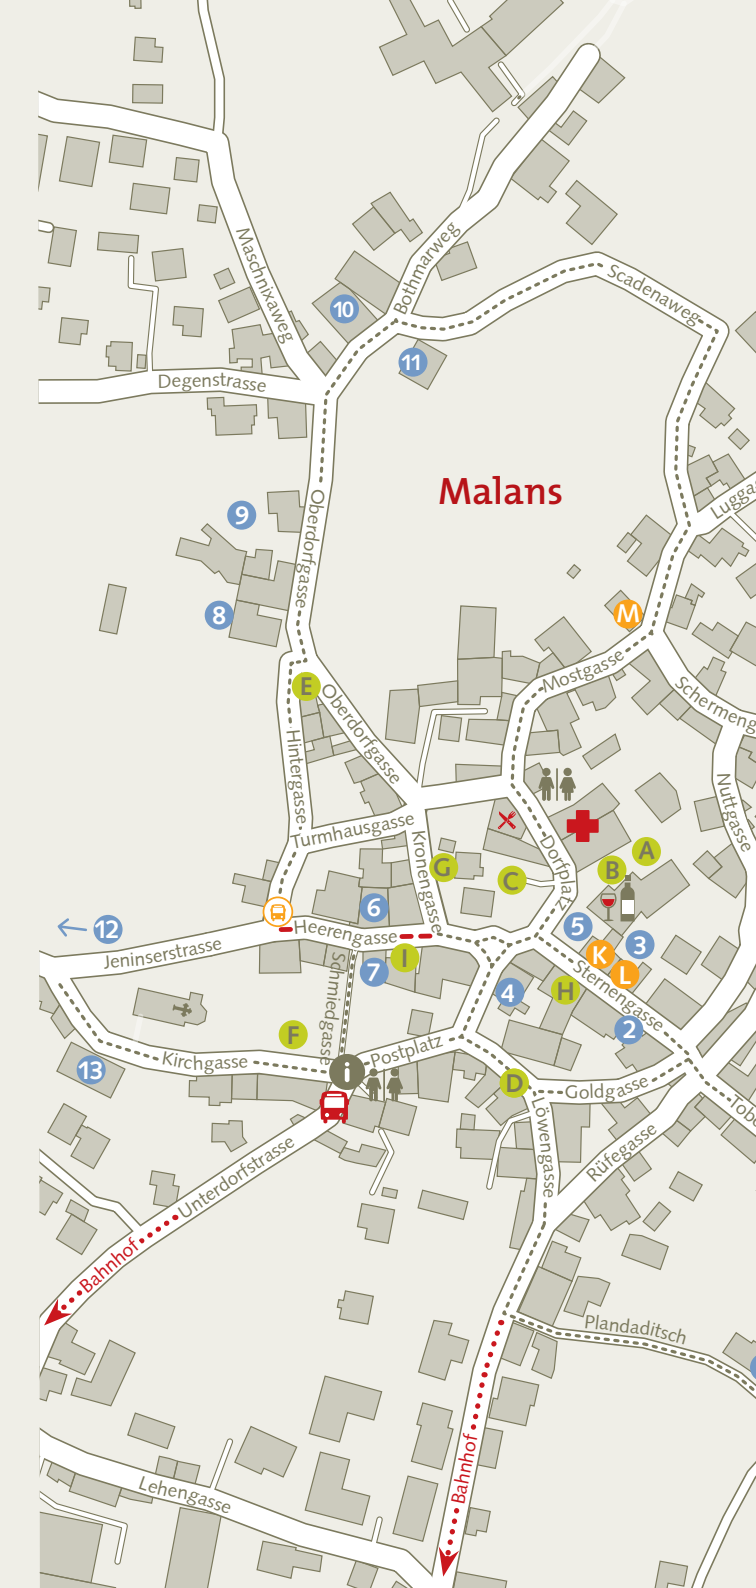 Maschnixaweg
Bothmarweg
Scadenaweg
10
11
Degenstrasse
Malans
Lugga
9
Oberdorfgasse
8
M
Mostgasse
E
Oberdorfgasse
Schermeng
Hintergasse
Nuttgasse
Turmhausgasse
Kronengasse
Dorfplatz
A
G
B
C
6
12
Heerengasse
5
3
Jeninserstrasse
K
I
7
L
Schmiedgasse
Sternengasse
4
H
2
F
Postplatz
Kirchgasse
13
i
D
Goldgasse
Löwengasse
Tobe
Rüfegasse
Unterdorfstrasse
Bahnhof
Plandaditsch
Bahnhof
Lehengasse